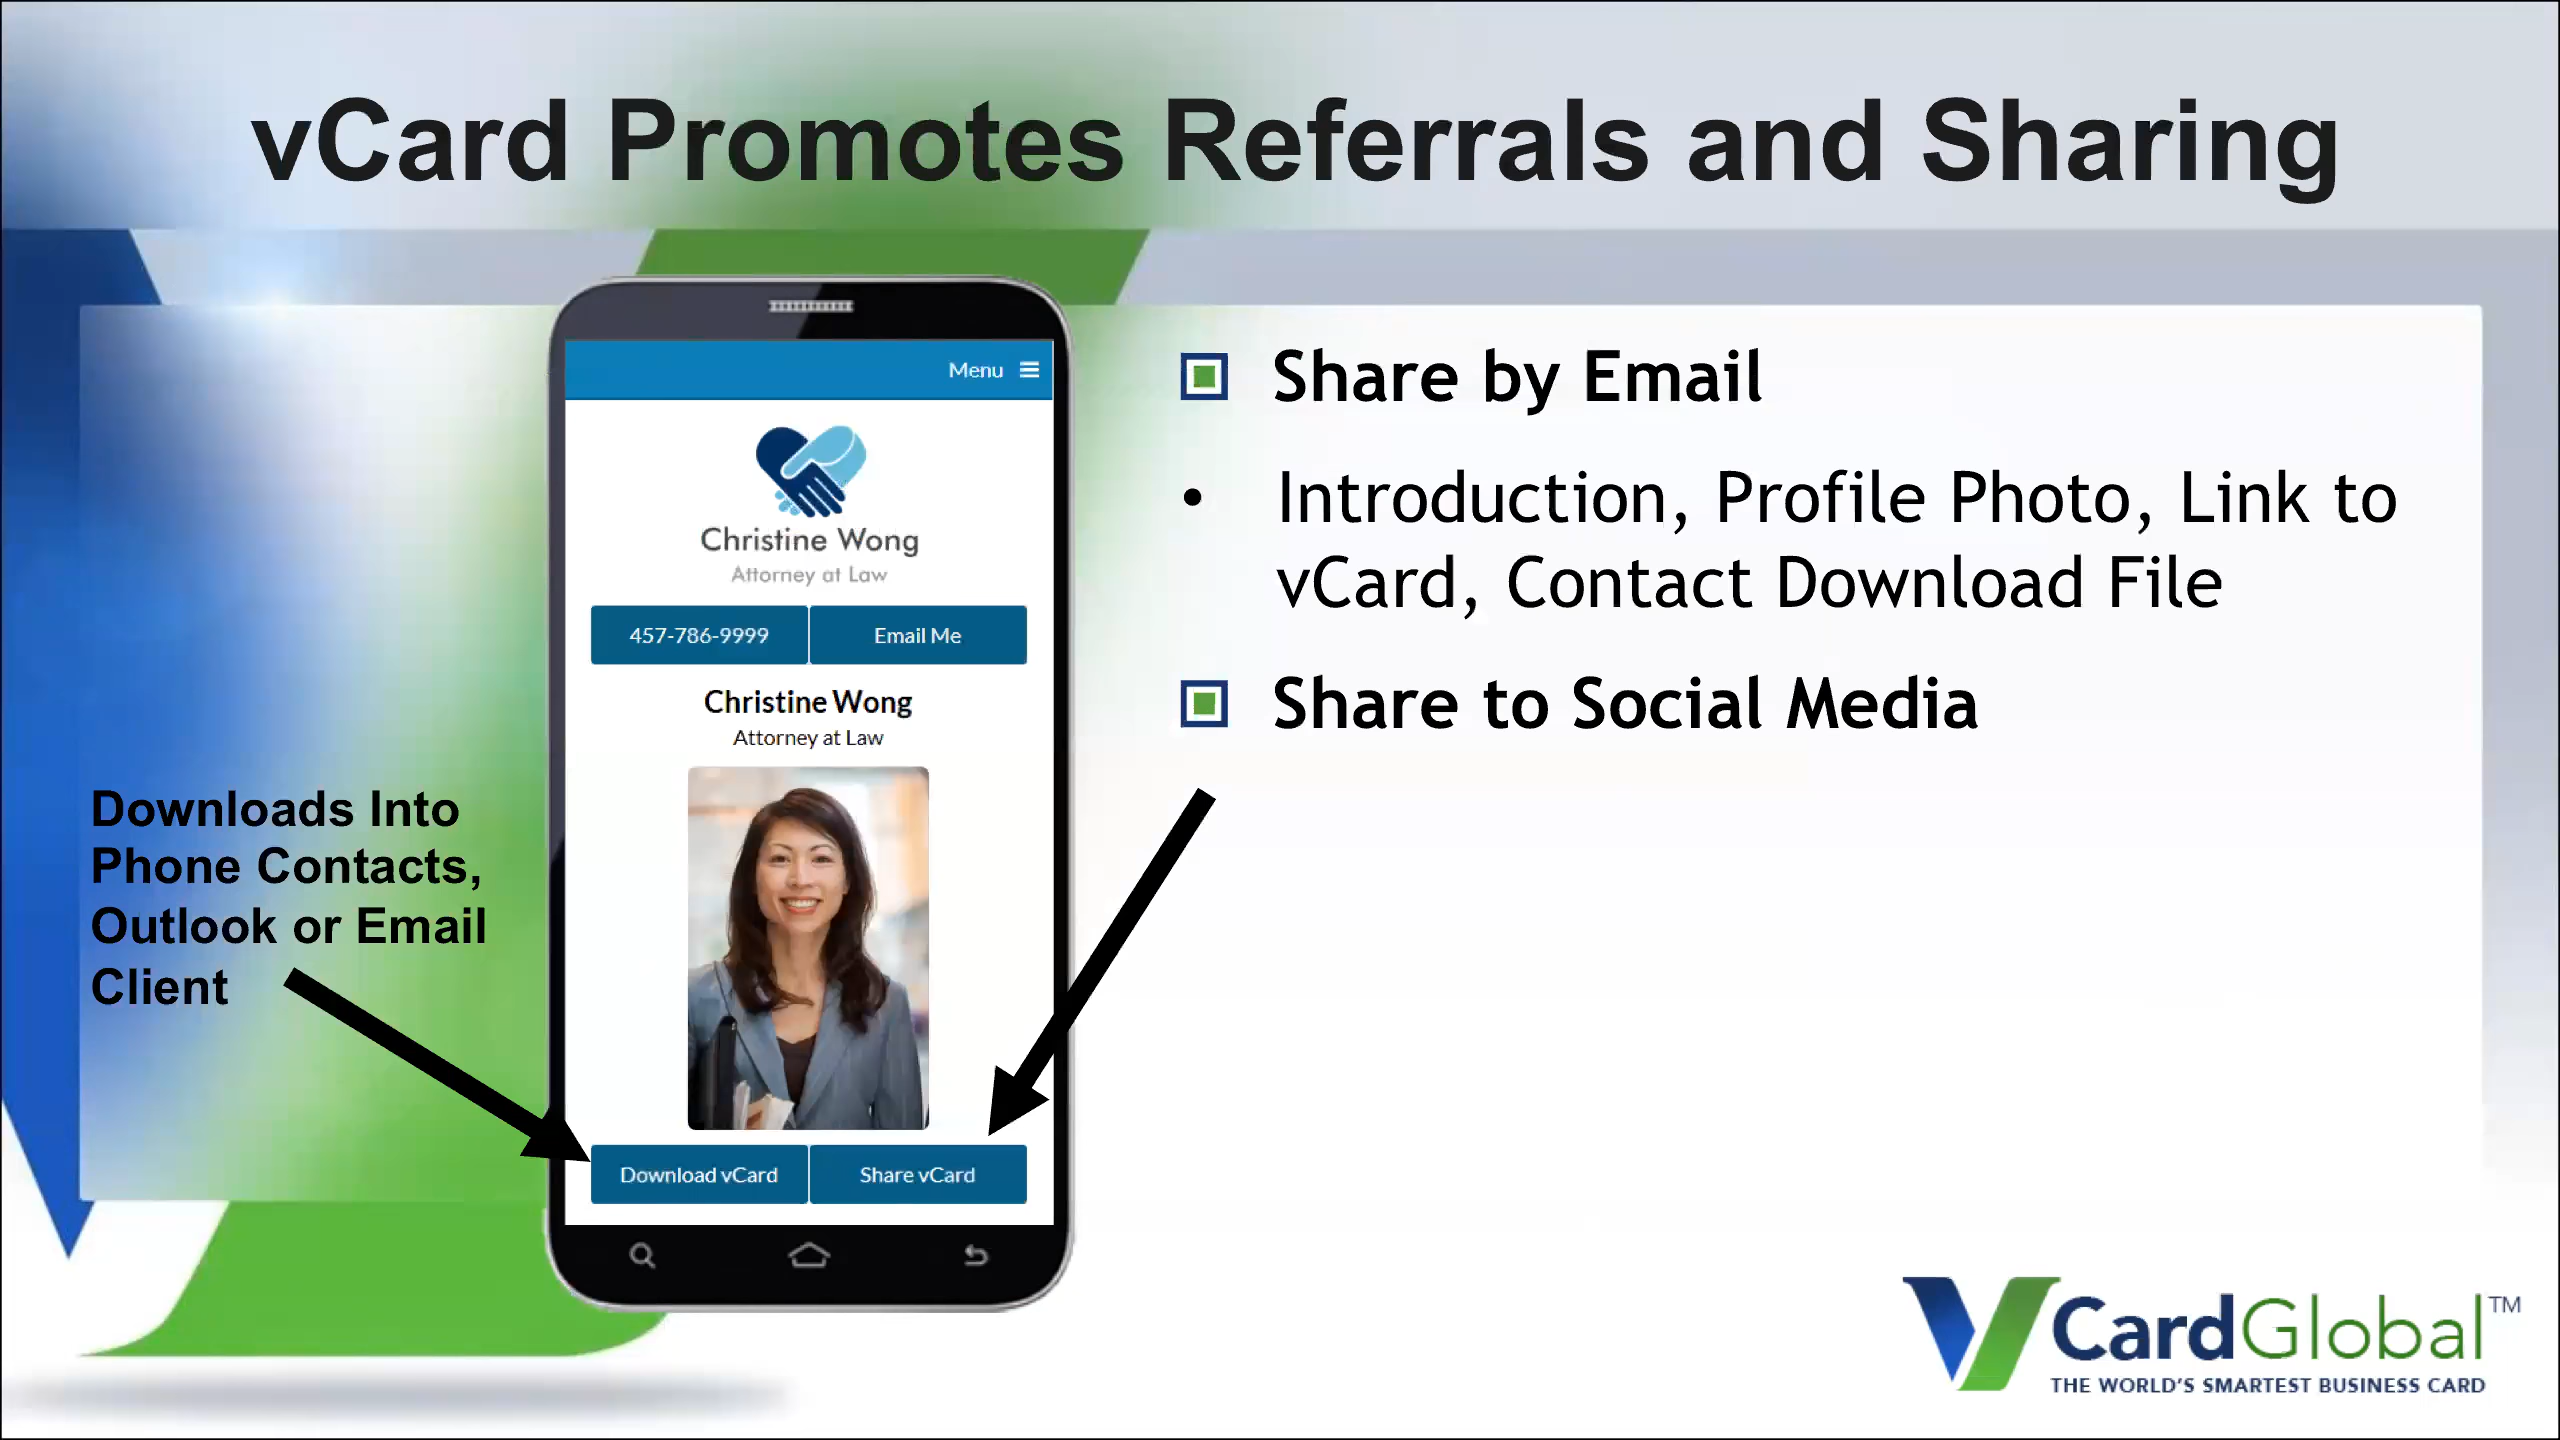 vCard Promotes Referrals and Sharing
Menu
Christine Wong
Attorney at Law
457-786-9999
Email Me
Christine Wong
Attorney at Law
Download vCard
Share vCard
Downloads Into
Phone Contacts,
Outlook or Email
Client
Share by Email
• Introduction, Profile Photo, Link to
vCard, Contact Download File
Share to Social Media
VCardGlobal™
THE WORLD'S SMARTEST BUSINESS CARD